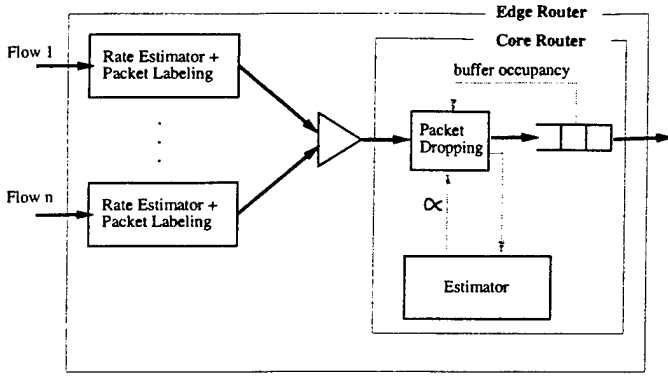 Edge Router
Core Router
Flow 1
Rate Estimator +
Packet Labeling
buffer occupancy
Packet
Dropping
Flow n
Rate Estimator +
Packet Labeling
∝
Estimator